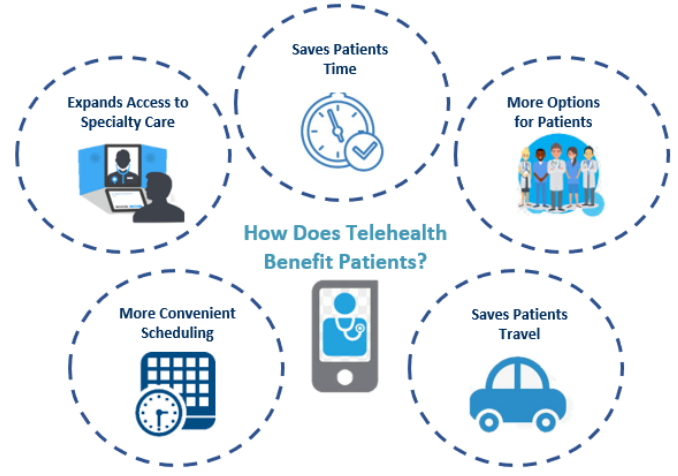 Saves Patients
Time
Expands Access to
Specialty Care
More Options
for Patients
How Does Telehealth
Benefit Patients?
More Convenient
Scheduling
Saves Patients
Travel